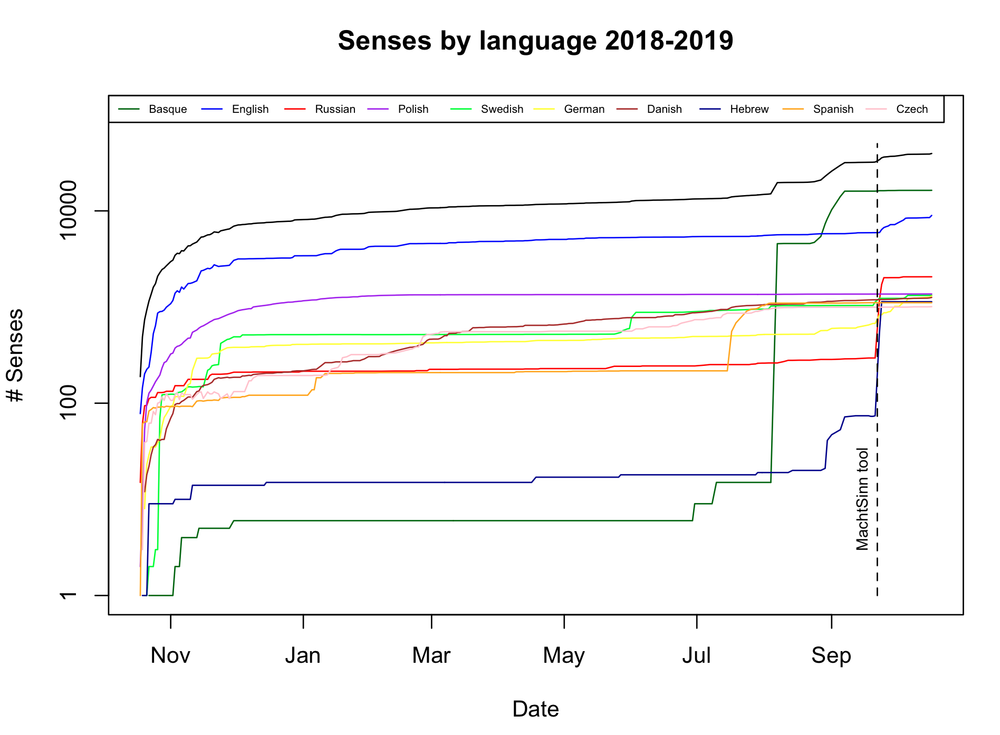 Senses by language 2018-2019
Basque English Russian Polish Swedish German Danish Hebrew Spanish Czech
# Senses
10000
100
1
MachtSinn tool
Nov Jan Mar May Jul Sep
Date